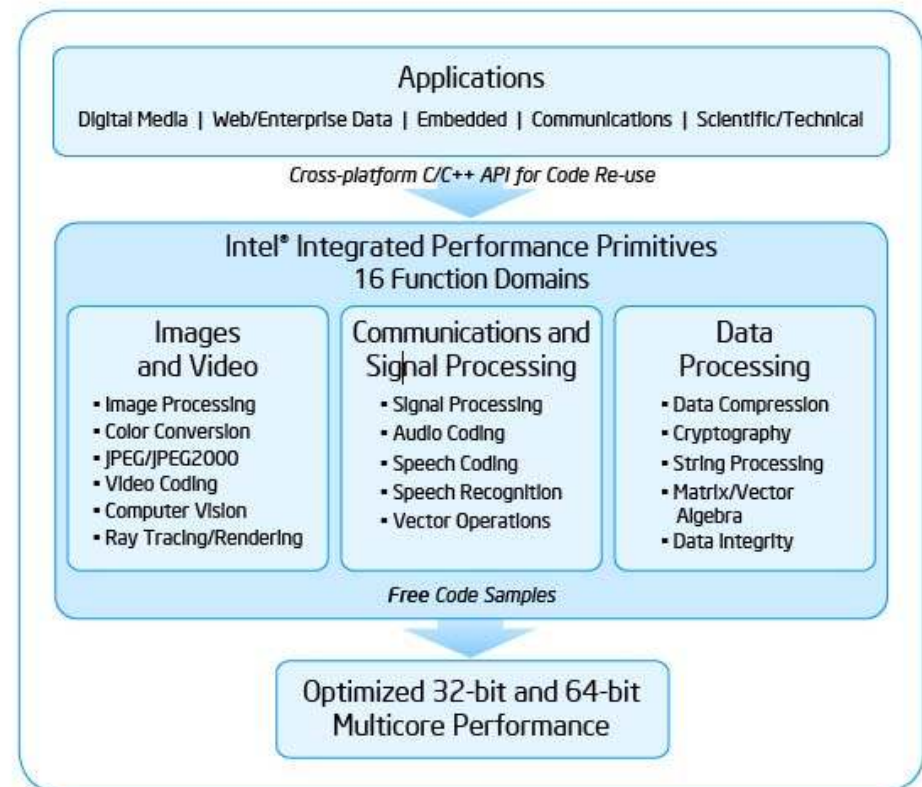 Applications
Digital Media | Web/Enterprise Data | Embedded | Communications | Scientific/Technical
Cross-platform C/C++ API for Code Re-use
Intel® Integrated Performance Primitives
16 Function Domains
Images
and Video
▪ Image Processing
▪ Color Conversion
▪ JPEG/JPEG2000
▪ Video Coding
▪ Computer Vision
▪ Ray Tracing/Rendering
Communications and
Signal Processing
▪ Signal Processing
▪ Audio Coding
▪ Speech Coding
▪ Speech Recognition
▪ Vector Operations
Data
Processing
▪ Data Compression
▪ Cryptography
▪ String Processing
▪ Matrix/Vector
Algebra
▪ Data Integrity
Free Code Samples
Optimized 32-bit and 64-bit
Multicore Performance